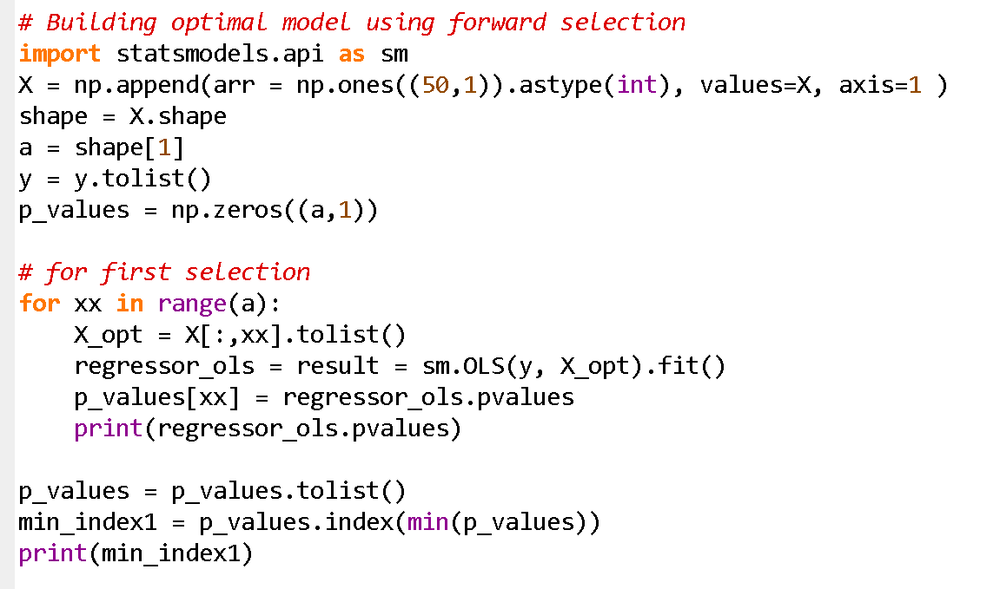 # Building optimal model using forward selection
import statsmodels.api as sm
X = np.append(arr = np.ones((50,1)).astype(int), values=X, axis=1 )
shape = X.shape
a = shape[1]
y = y.tolist()
p_values = np.zeros((a,1))

# for first selection
for xx in range(a):
    X_opt = X[:,xx].tolist()
    regressor_ols = result = sm.OLS(y, X_opt).fit()
    p_values[xx] = regressor_ols.pvalues
    print(regressor_ols.pvalues)

p_values = p_values.tolist()
min_index1 = p_values.index(min(p_values))
print(min_index1)